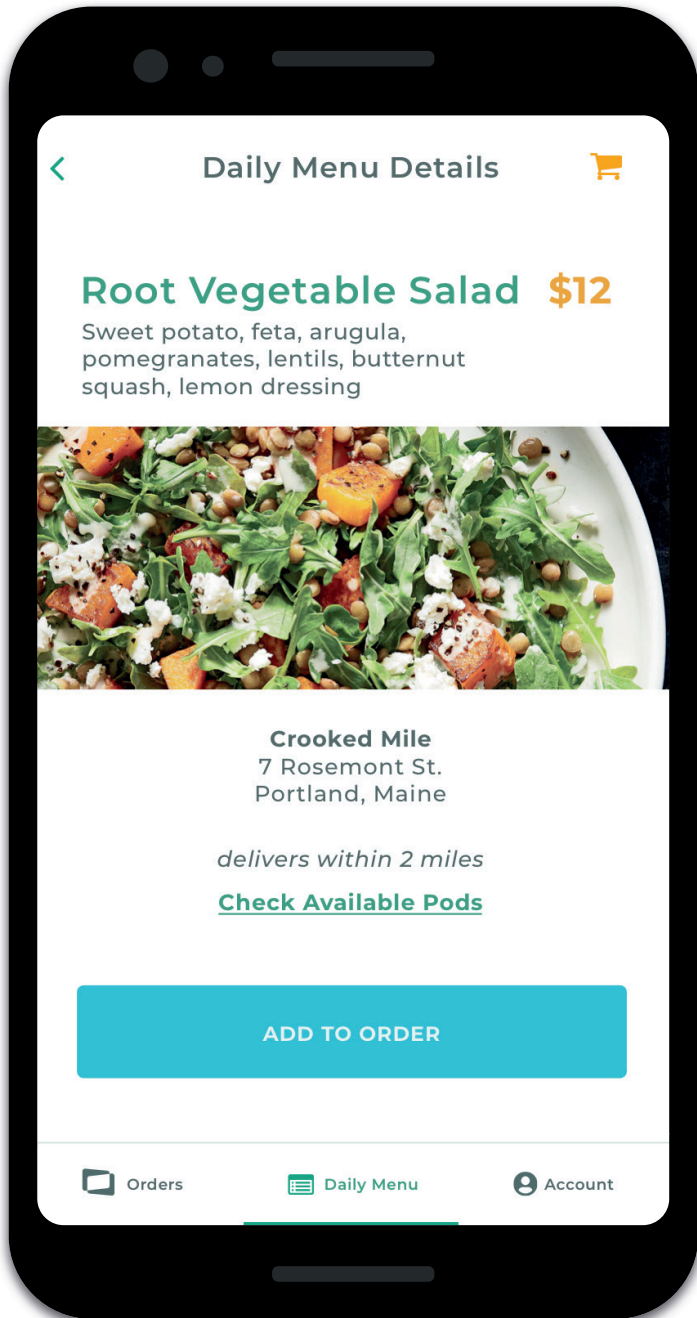 Daily Menu Details
Root Vegetable Salad $12
Sweet potato, feta, arugula,
pomegranates, lentils, butternut
squash, lemon dressing
Crooked Mile
7 Rosemont St.
Portland, Maine
delivers within 2 miles
Check Available Pods
ADD TO ORDER
Orders Daily Menu Account